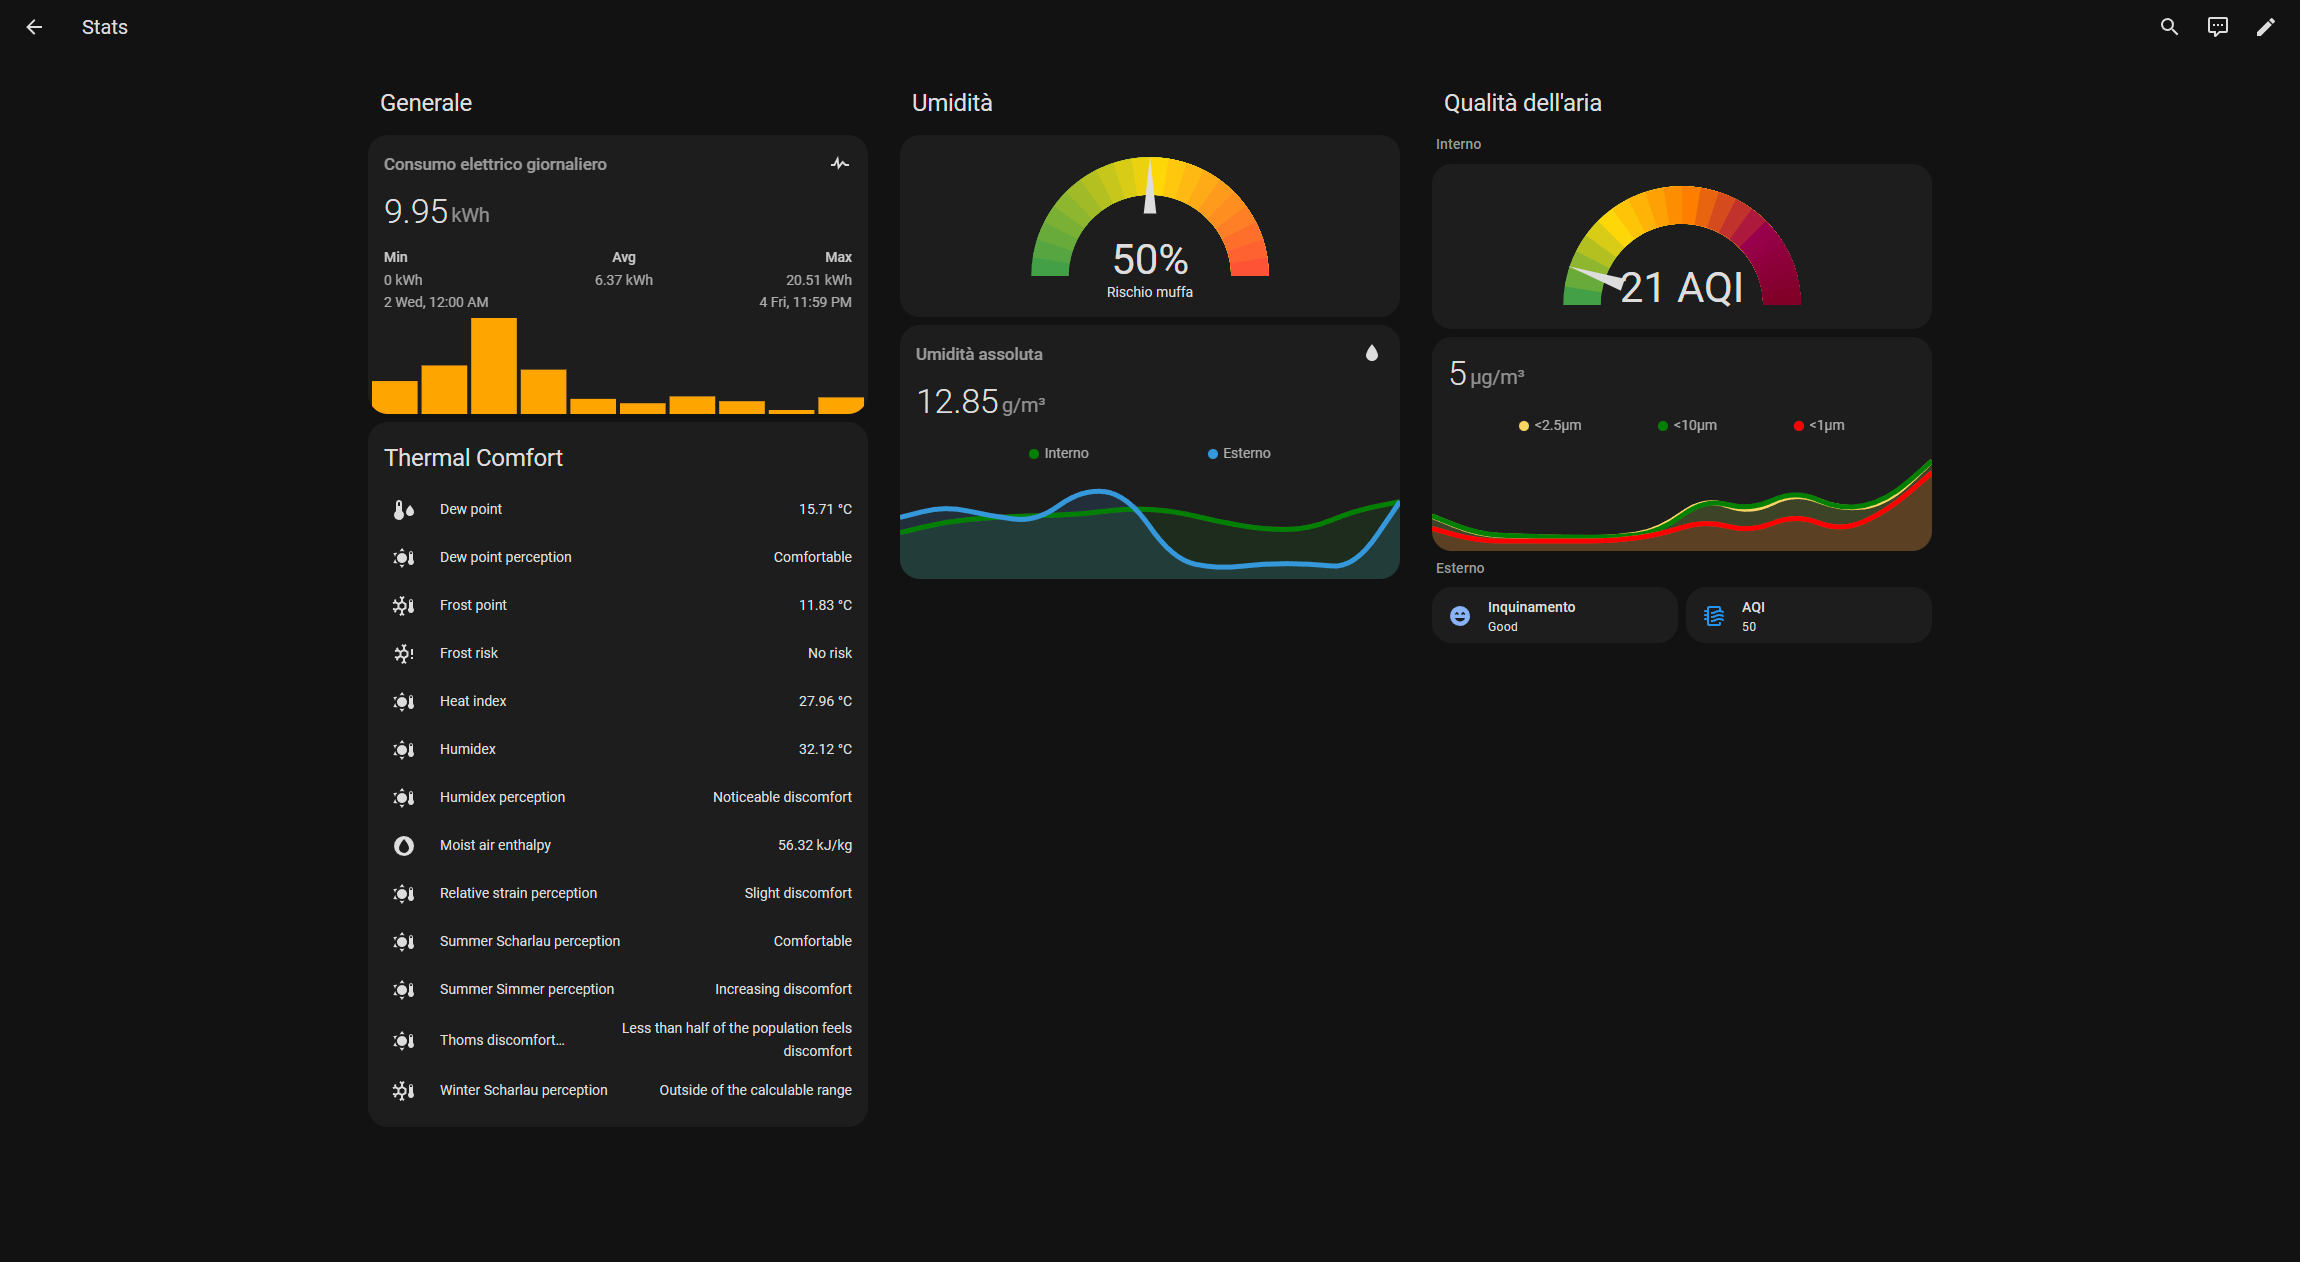 Stats
Generale
Consumo elettrico giornaliero
9.95 kWh
Min Avg Max
0 kWh 6.37 kWh 20.51 kWh
2 Wed, 12:00 AM 4 Fri, 11:59 PM
Thermal Comfort
Dew point 15.71 °C
Dew point perception Comfortable
Frost point 11.83 °C
Frost risk No risk
Heat index 27.96 °C
Humidex 32.12 °C
Humidex perception Noticeable discomfort
Moist air enthalpy 56.32 kJ/kg
Relative strain perception Slight discomfort
Summer Scharlau perception Comfortable
Summer Simmer perception Increasing discomfort
Thoms discomfort… Less than half of the population feels
discomfort
Winter Scharlau perception Outside of the calculable range
Umidità
50%
Rischio muffa
Umidità assoluta
12.85 g/m³
Interno Esterno
Qualità dell'aria
Interno
21 AQI
5 µg/m³
<2.5µm <10µm <1µm
Esterno
Inquinamento
Good
AQI
50